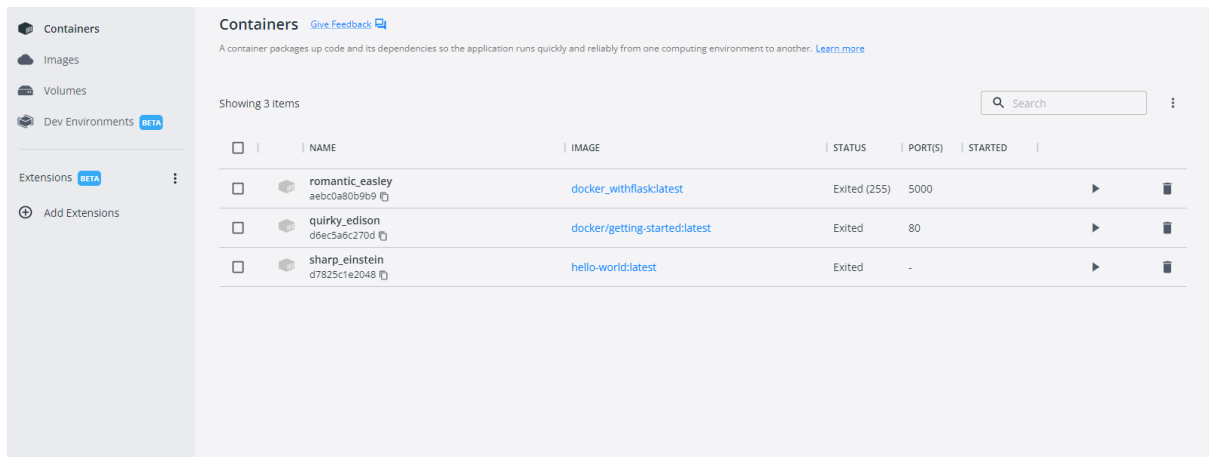 Containers
Images
Volumes
Dev Environments BETA
Extensions BETA
Add Extensions
Containers Give Feedback
A container packages up code and its dependencies so the application runs quickly and reliably from one computing environment to another. Learn more
Showing 3 items
Search
NAME IMAGE STATUS PORT(S) STARTED
romantic_easley docker_withflask:latest Exited (255) 5000
aebc0a80b9b9
quirky_edison docker/getting-started:latest Exited 80
d6ec5a6c270d
sharp_einstein hello-world:latest Exited -
d7825c1e2048